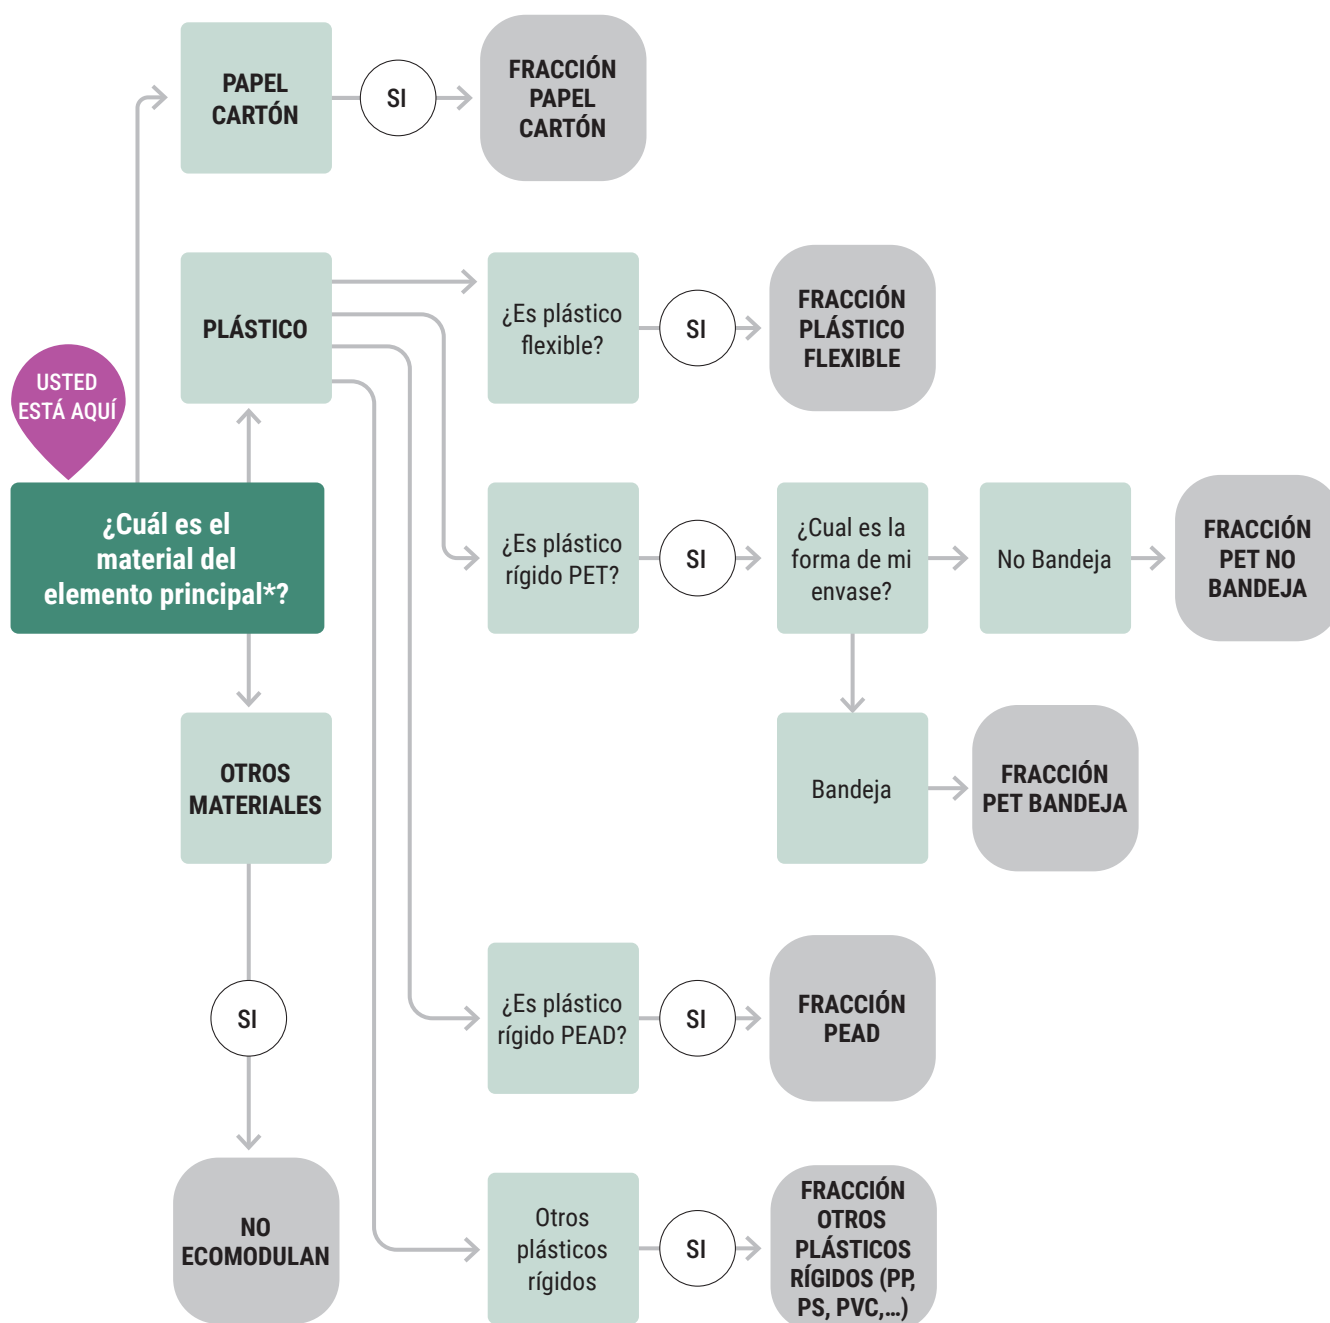 PAPEL
CARTÓN
SI
FRACCIÓN
PAPEL
CARTÓN
PLÁSTICO
¿Es plástico
flexible?
SI
FRACCIÓN
PLÁSTICO
FLEXIBLE
USTED
ESTÁ AQUÍ
¿Cuál es el
material del
elemento principal*?
¿Es plástico
rígido PET?
SI
¿Cual es la
forma de mi
envase?
No Bandeja
FRACCIÓN
PET NO
BANDEJA
OTROS
MATERIALES
Bandeja
FRACCIÓN
PET BANDEJA
SI
¿Es plástico
rígido PEAD?
SI
FRACCIÓN
PEAD
NO
ECOMODULAN
Otros
plásticos
rígidos
SI
FRACCIÓN
OTROS
PLÁSTICOS
RÍGIDOS (PP,
PS, PVC,...)